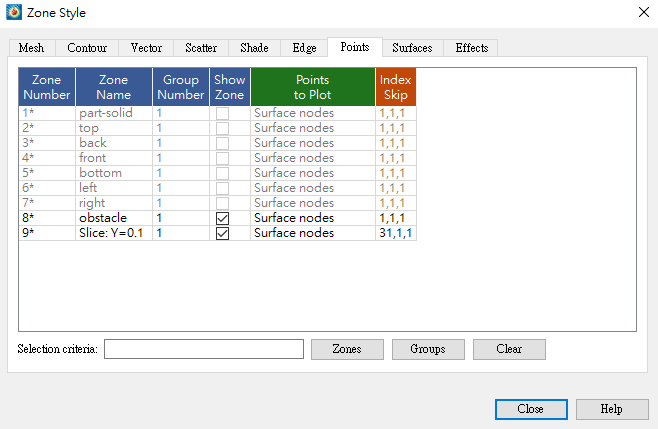 Zone Style
Mesh Contour Vector Scatter Shade Edge Points Surfaces Effects
Zone Number Zone Name Group Number Show Zone Points to Plot Index Skip
1* part-solid 1 Surface nodes 1,1,1
2* top 1 Surface nodes 1,1,1
3* back 1 Surface nodes 1,1,1
4* front 1 Surface nodes 1,1,1
5* bottom 1 Surface nodes 1,1,1
6* left 1 Surface nodes 1,1,1
7* right 1 Surface nodes 1,1,1
8* obstacle 1 Surface nodes 1,1,1
9* Slice: Y=0.1 1 Surface nodes 31,1,1
Selection criteria: Zones Groups Clear
Close Help